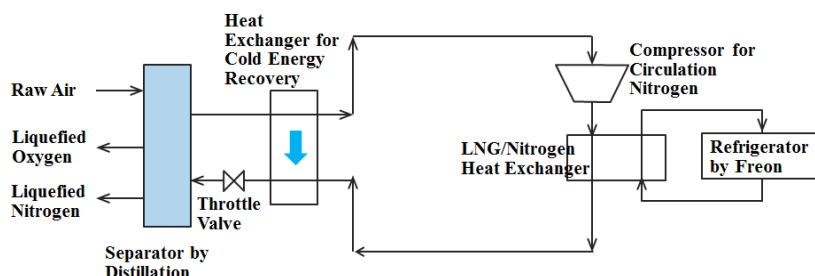 Heat
Exchanger for
Cold Energy
Recovery
Compressor for
Circulation
Nitrogen
Raw Air
Liquefied
Oxygen
LNG/Nitrogen
Heat Exchanger
Refrigerator
by Freon
Liquefied
Nitrogen
Throttle
Valve
Separator by
Distillation